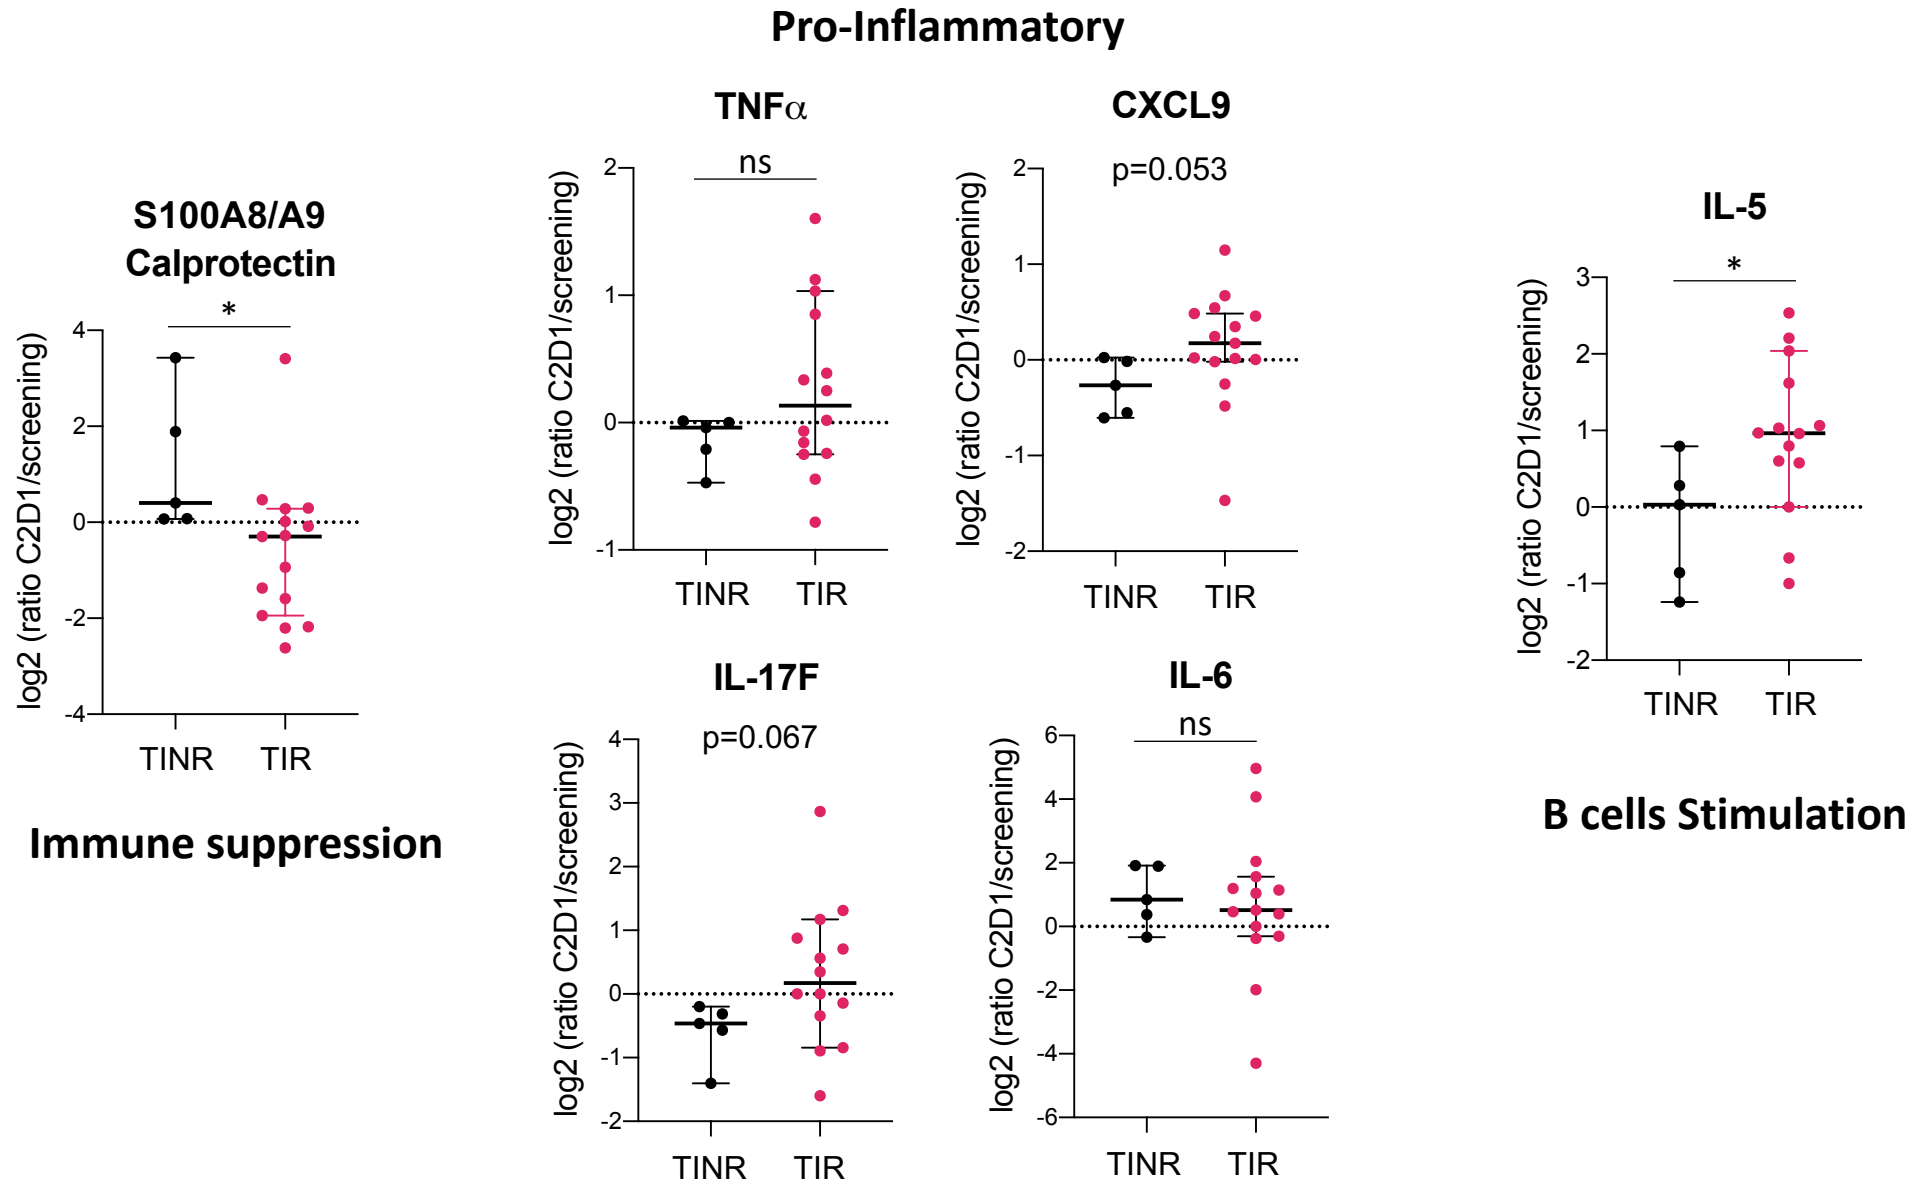 Pro-Inflammatory
S100A8/A9
Calprotectin
*
log2 (ratio C2D1/screening)
4
2
0
-2
-4
TINR TIR
Immune suppression
TNFα
ns
log2 (ratio C2D1/screening)
2
1
0
-1
TINR TIR
CXCL9
p=0.053
log2 (ratio C2D1/screening)
2
1
0
-1
-2
TINR TIR
IL-17F
p=0.067
log2 (ratio C2D1/screening)
4
3
2
1
0
-1
-2
TINR TIR
IL-6
ns
log2 (ratio C2D1/screening)
6
4
2
0
-2
-4
-6
TINR TIR
IL-5
*
log2 (ratio C2D1/screening)
3
2
1
0
-1
-2
TINR TIR
B cells Stimulation